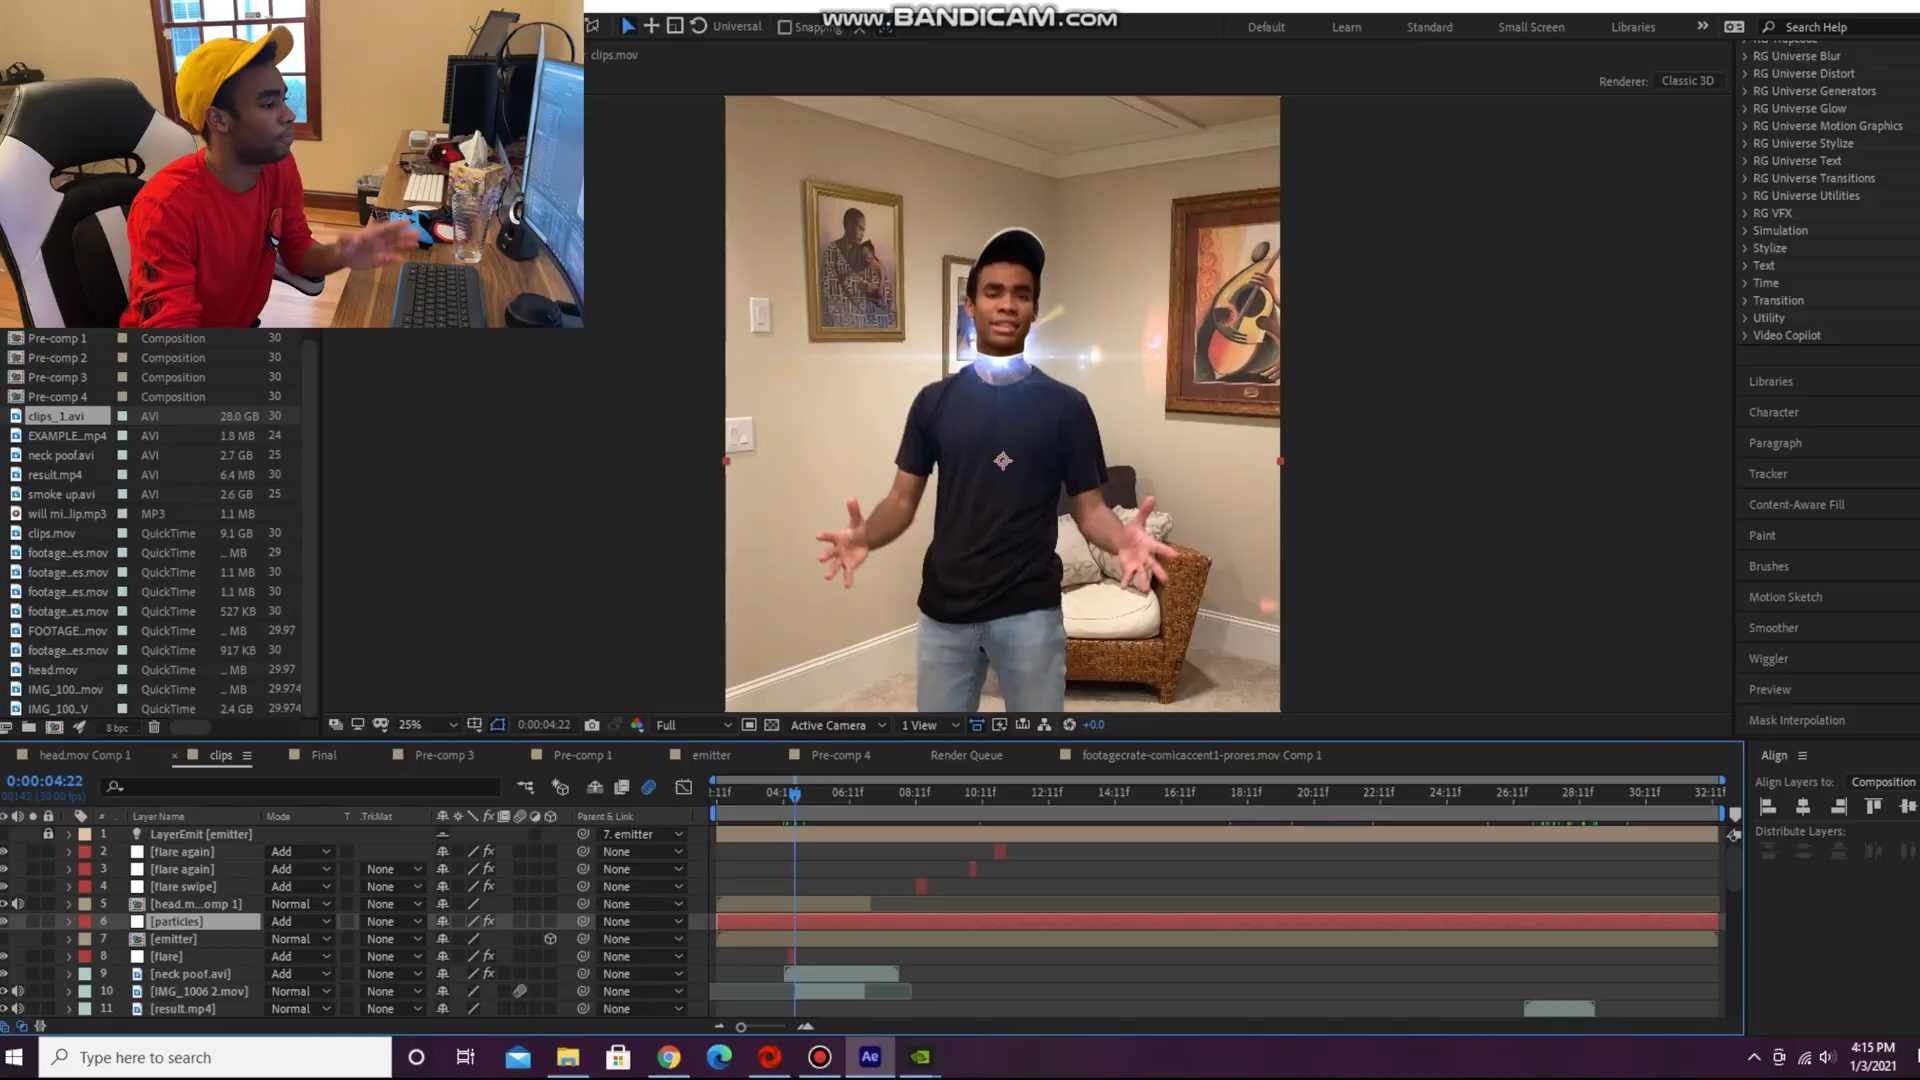 www.BANDICAM.com
Universal
Snapping
Default
Learn
Standard
Small Screen
Libraries
Search Help
clips.mov
Renderer:
Classic 3D
RG Universe Blur
RG Universe Distort
RG Universe Generators
RG Universe Glow
RG Universe Motion Graphics
RG Universe Stylize
RG Universe Text
RG Universe Transitions
RG Universe Utilities
RG VFX
Simulation
Stylize
Text
Time
Transition
Utility
Video Copilot
Libraries
Character
Paragraph
Tracker
Content-Aware Fill
Paint
Brushes
Motion Sketch
Smoother
Wiggler
Preview
Mask Interpolation
Pre-comp 1 Composition 30
Pre-comp 2 Composition 30
Pre-comp 3 Composition 30
Pre-comp 4 Composition 30
clips_1.avi AVI 28.0 GB 30
EXAMPLE...mp4 AVI 1.8 MB 24
neck poof.avi AVI 2.7 GB 25
result.mp4 AVI 6.4 MB 30
smoke up.avi AVI 2.6 GB 25
will mi...lip.mp3 MP3 1.1 MB
clips.mov QuickTime 9.1 GB 30
footage...es.mov QuickTime ... MB 29
footage...es.mov QuickTime 1.1 MB 30
footage...es.mov QuickTime 1.1 MB 30
footage...es.mov QuickTime 527 KB 30
FOOTAGE...mov QuickTime ... MB 29.97
footage...es.mov QuickTime 917 KB 30
head.mov QuickTime ... MB 29.97
IMG_100...mov QuickTime ... MB 29.974
IMG_100...V QuickTime 2.4 GB 29.974
8 bpc
25%
0:00:04:22
Full
Active Camera
1 View
+0.0
head.mov Comp 1
clips
Final
Pre-comp 3
Pre-comp 1
emitter
Pre-comp 4
Render Queue
footagecrate-comicaccent1-prores.mov Comp 1
0:00:04:22
00142 (30.00 fps)
06:11f 08:11f 10:11f 12:11f 14:11f 16:11f 18:11f 20:11f 22:11f 24:11f 26:11f 28:11f 30:11f 32:11f
# Layer Name Mode T .TrkMat Parent & Link
1 LayerEmit [emitter] 7. emitter
2 [flare again] Add None
3 [flare again] Add None None
4 [flare swipe] Add None None
5 [head.m...omp 1] Normal None None
6 [particles] Add None None
7 [emitter] Normal None None
8 [flare] Add None None
9 [neck poof.avi] Add None None
10 [IMG_1006 2.mov] Normal None None
11 [result.mp4] Normal None None
Align
Align Layers to: Composition
Distribute Layers:
Type here to search
Ae
4:15 PM
1/3/2021